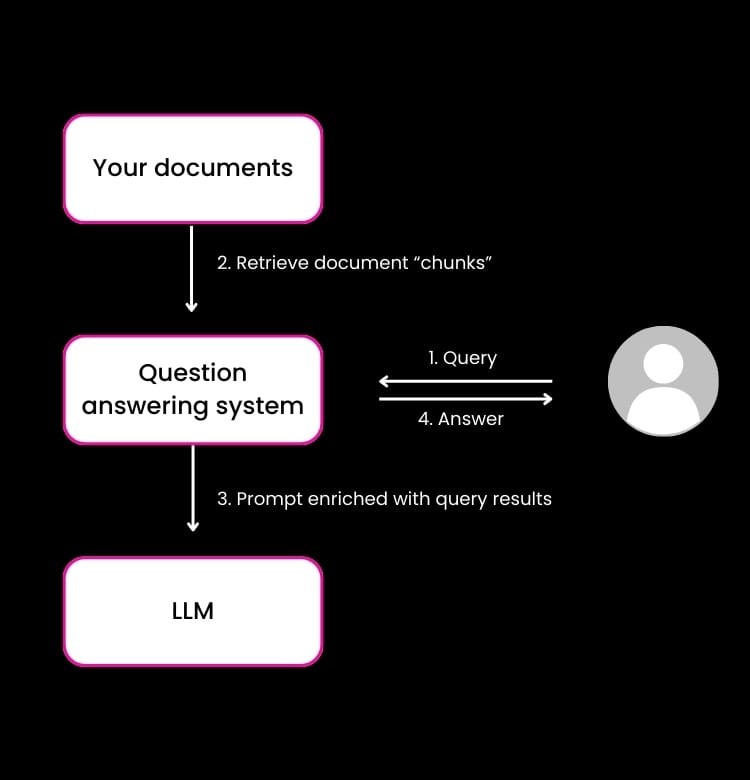 Your documents
2. Retrieve document “chunks”
Question
answering system
1. Query
4. Answer
3. Prompt enriched with query results
LLM